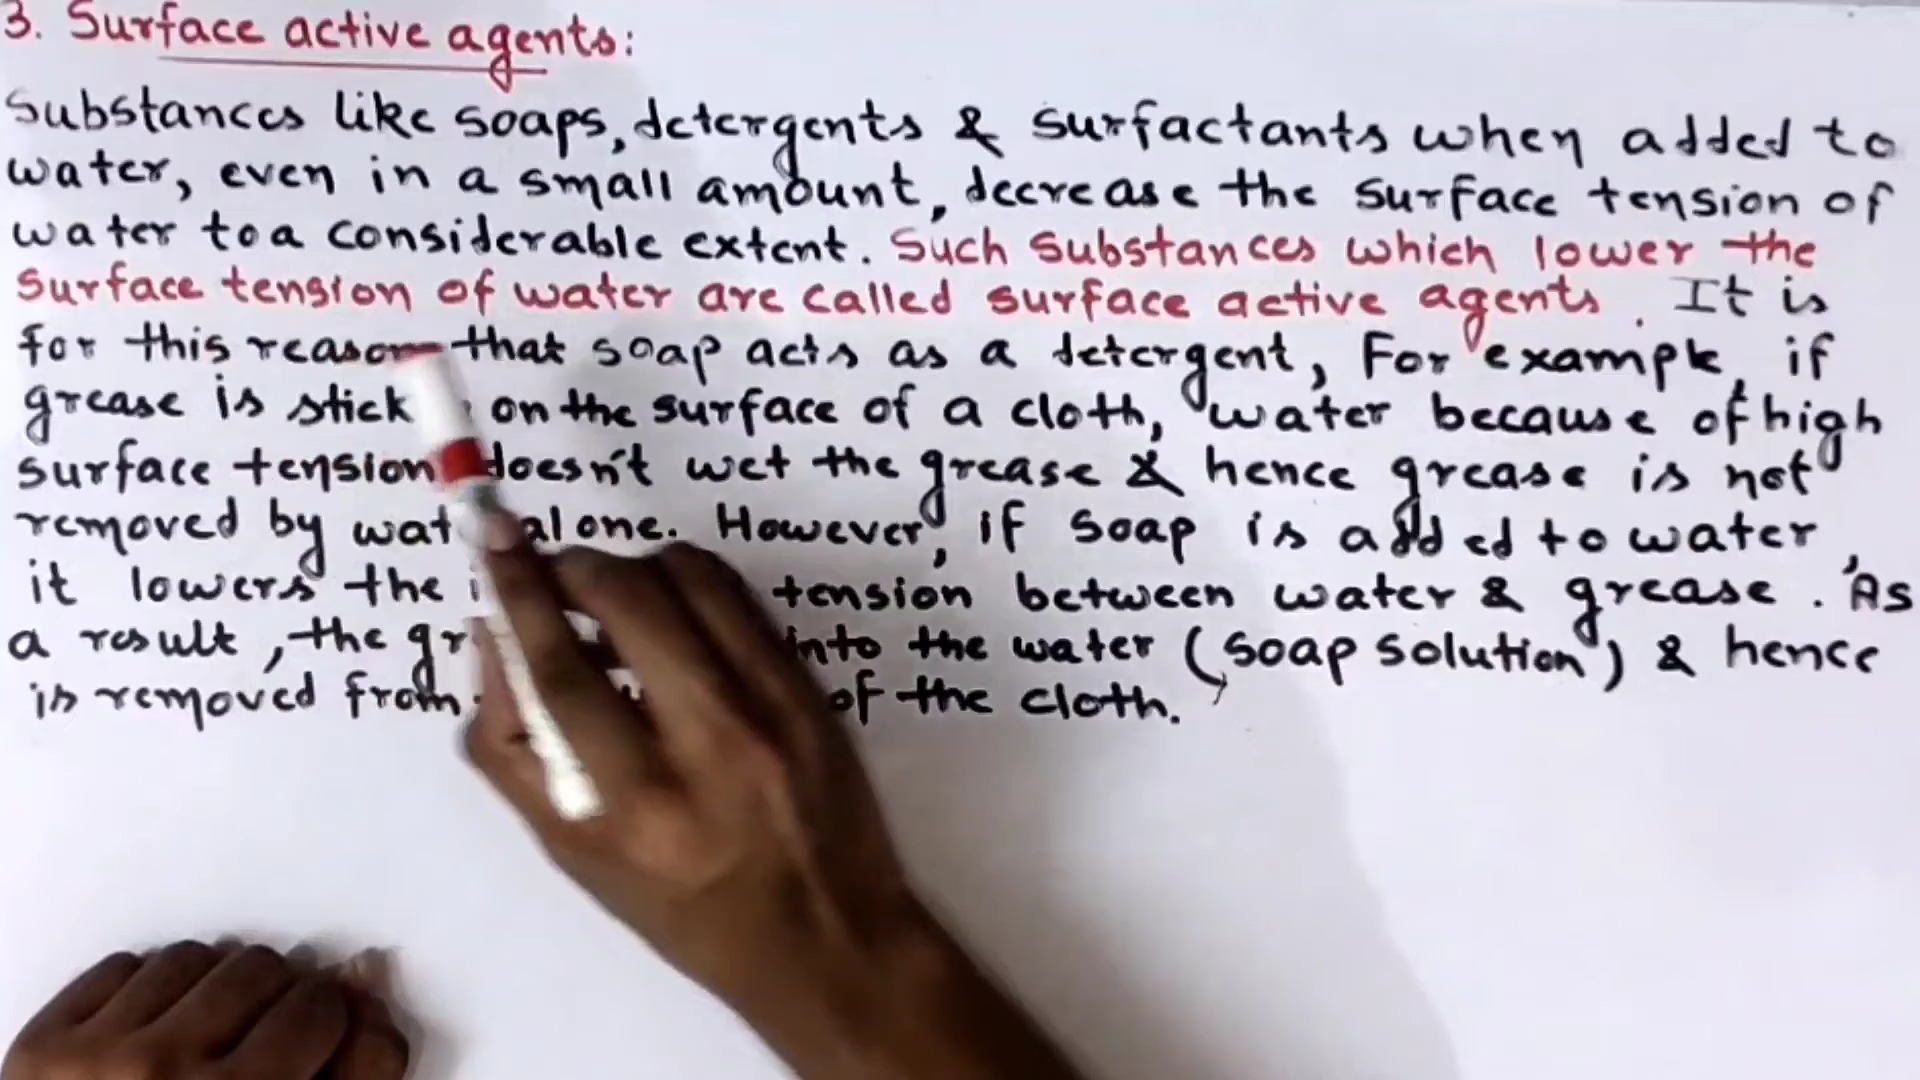 3. Surface active agents:
Substances like soaps, detergents & surfactants when added to
water, even in a small amount, decrease the surface tension of
water to a considerable extent. Such substances which lower the
surface tension of water are called surface active agents. It is
for this reason that soap acts as a detergent, For example, if
grease is stick on the surface of a cloth, water because of high
surface tension doesn't wet the grease & hence grease is not
removed by wat alone. However, if soap is added to water,
it lowers the tension between water & grease. As
a result, the gr into the water (soap solution) & hence
is removed from of the cloth.